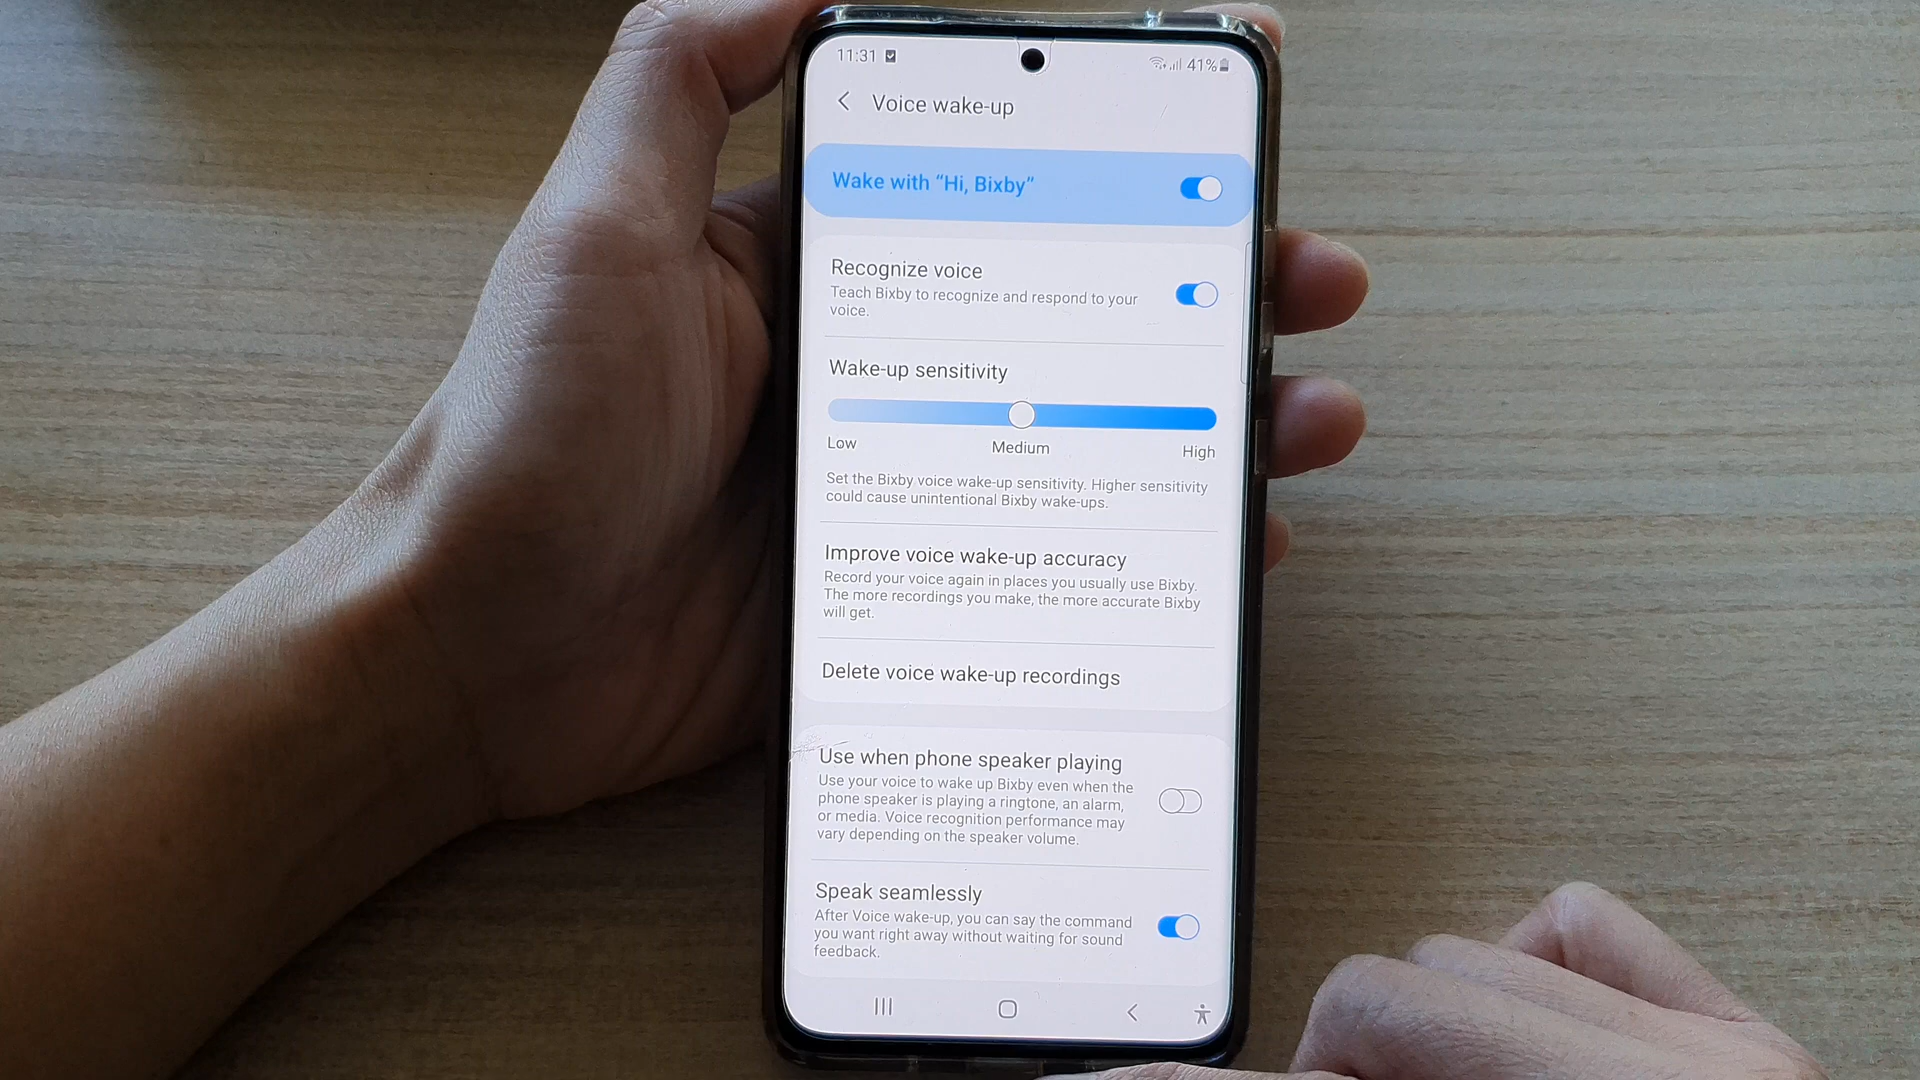 11:31
41%
Voice wake-up
Wake with “Hi, Bixby“
Recognize voice
Teach Bixby to recognize and respond to your
voice.
Wake-up sensitivity
Low
Medium
High
Set the Bixby voice wake-up sensitivity. Higher sensitivity
could cause unintentional Bixby wake-ups.
Improve voice wake-up accuracy
Record your voice again in places you usually use Bixby.
The more recordings you make, the more accurate Bixby
will get.
Delete voice wake-up recordings
Use when phone speaker playing
Use your voice to wake up Bixby even when the
phone speaker is playing a ringtone, an alarm,
or media. Voice recognition performance may
vary depending on the speaker volume.
Speak seamlessly
After Voice wake-up, you can say the command
you want right away without waiting for sound
feedback.